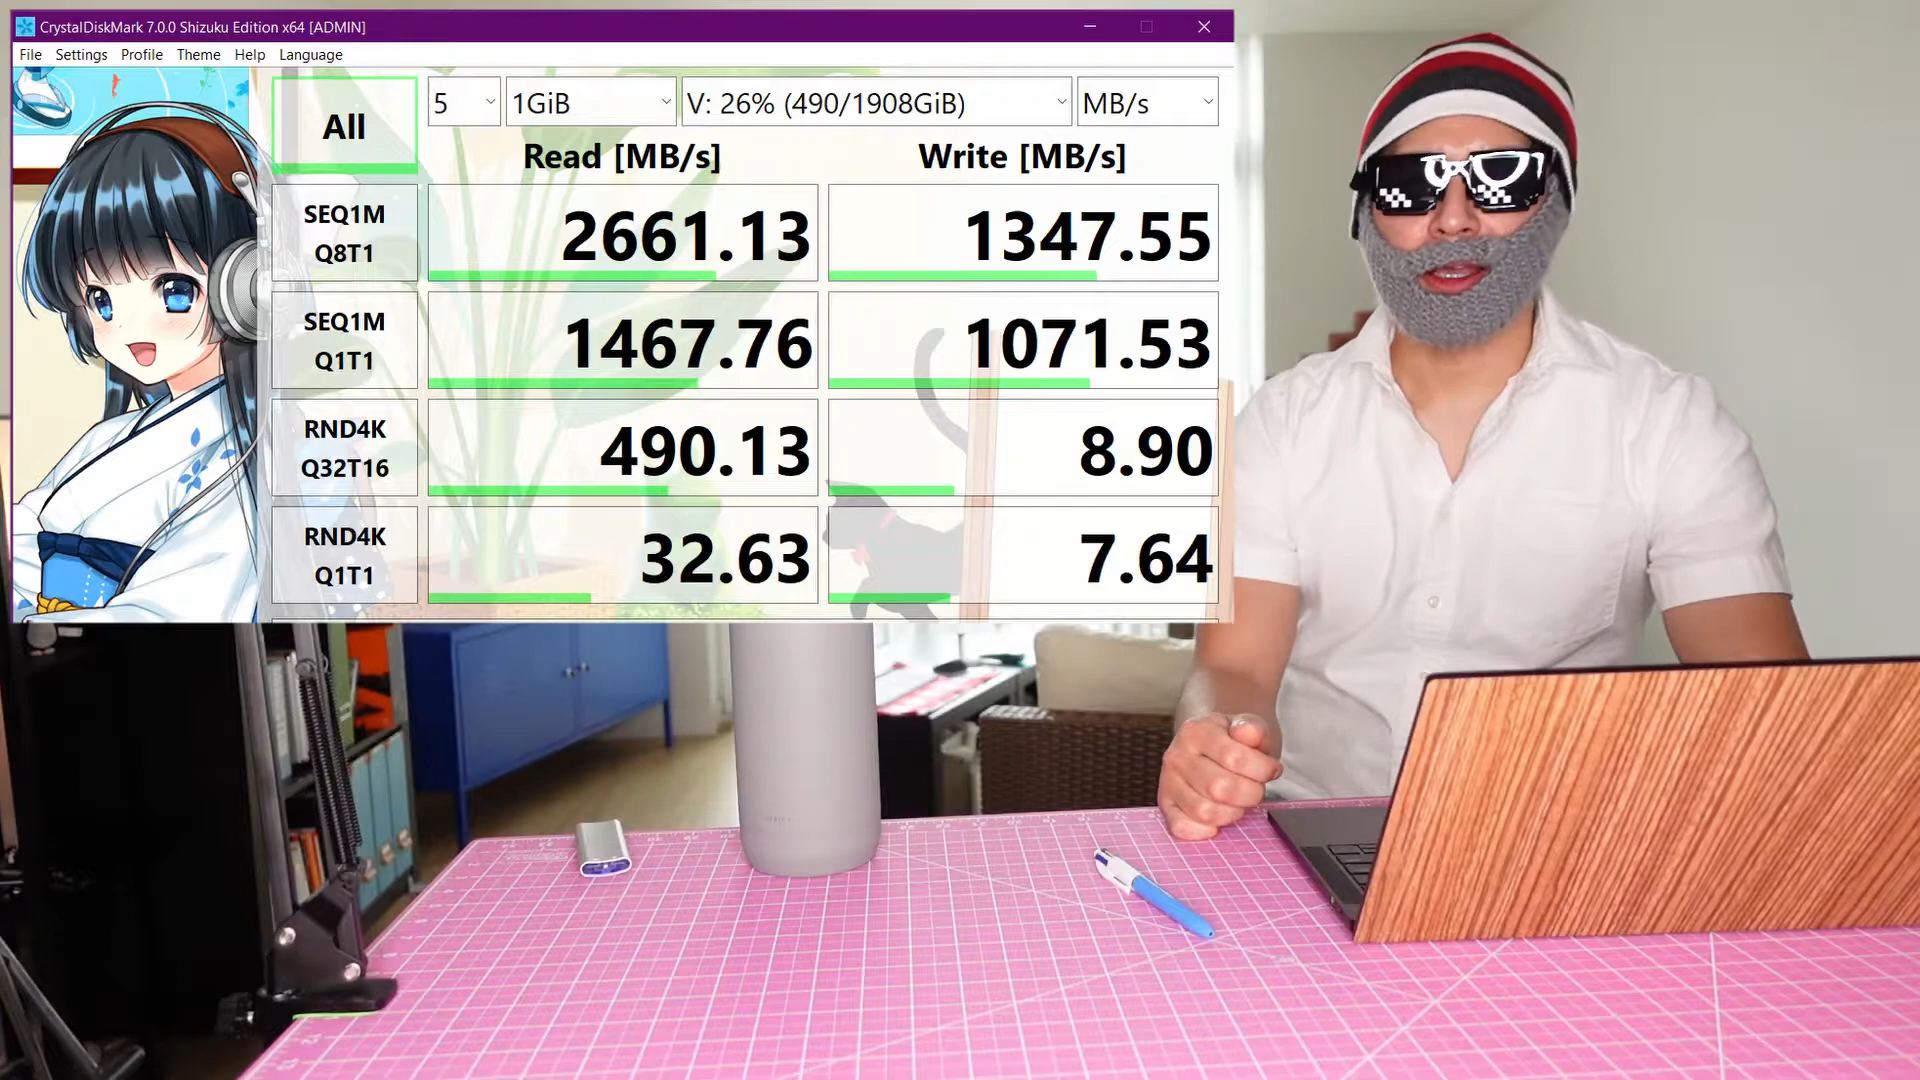 CrystalDiskMark 7.0.0 Shizuku Edition x64 [ADMIN]
File Settings Profile Theme Help Language
All
5
1GiB
V: 26% (490/1908GiB)
MB/s
Read [MB/s]
Write [MB/s]
SEQ1M
Q8T1
2661.13
1347.55
SEQ1M
Q1T1
1467.76
1071.53
RND4K
Q32T16
490.13
8.90
RND4K
Q1T1
32.63
7.64